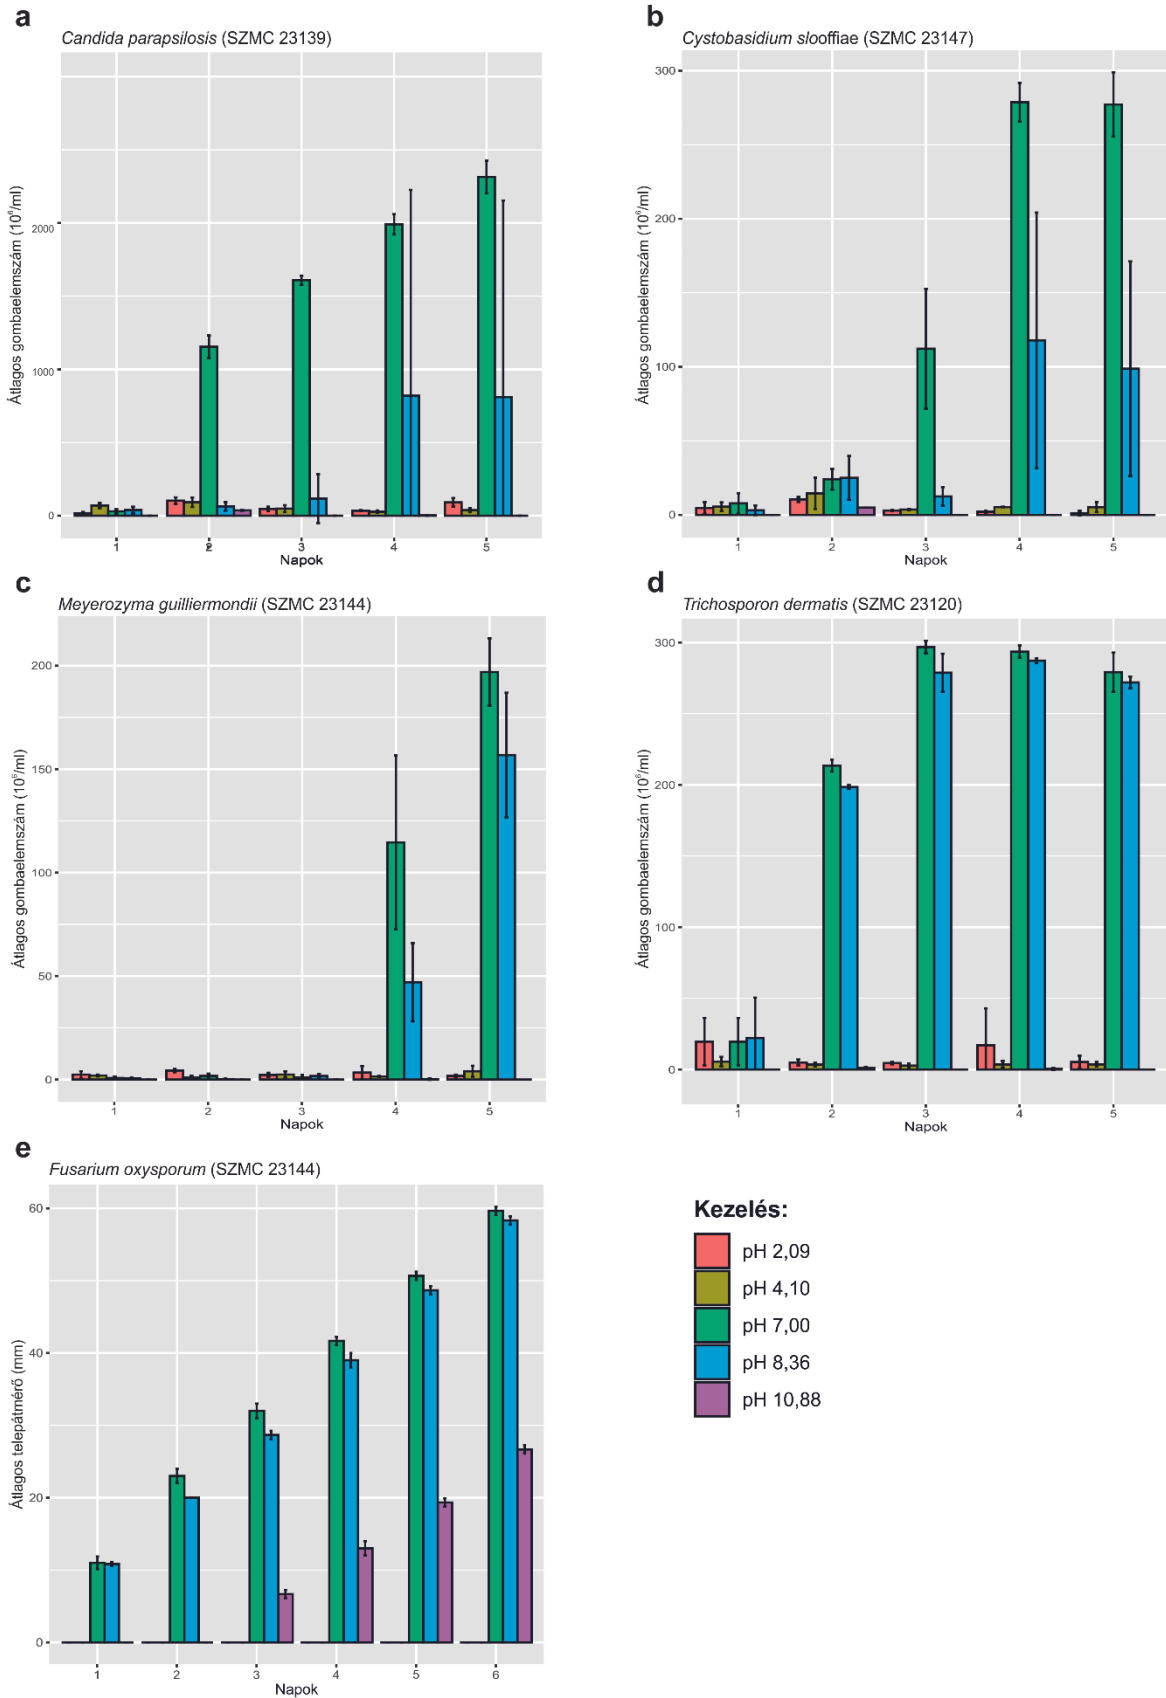 a
Candida parapsilosis (SZMC 23139)
Átlagos gombaelemszám (10⁶/ml)
2000
1000
0
1 2 3 4 5
Napok
b
Cystobasidium slooffiae (SZMC 23147)
Átlagos gombaelemszám (10⁶/ml)
300
200
100
0
1 2 3 4 5
Napok
c
Meyerozyma guilliermondii (SZMC 23144)
Átlagos gombaelemszám (10⁶/ml)
200
150
100
50
0
1 2 3 4 5
Napok
d
Trichosporon dermatis (SZMC 23120)
Átlagos gombaelemszám (10⁶/ml)
300
200
100
0
1 2 3 4 5
Napok
e
Fusarium oxysporum (SZMC 23144)
Átlagos telepátmérő (mm)
60
40
20
0
1 2 3 4 5 6
Napok
Kezelés:
pH 2,09
pH 4,10
pH 7,00
pH 8,36
pH 10,88